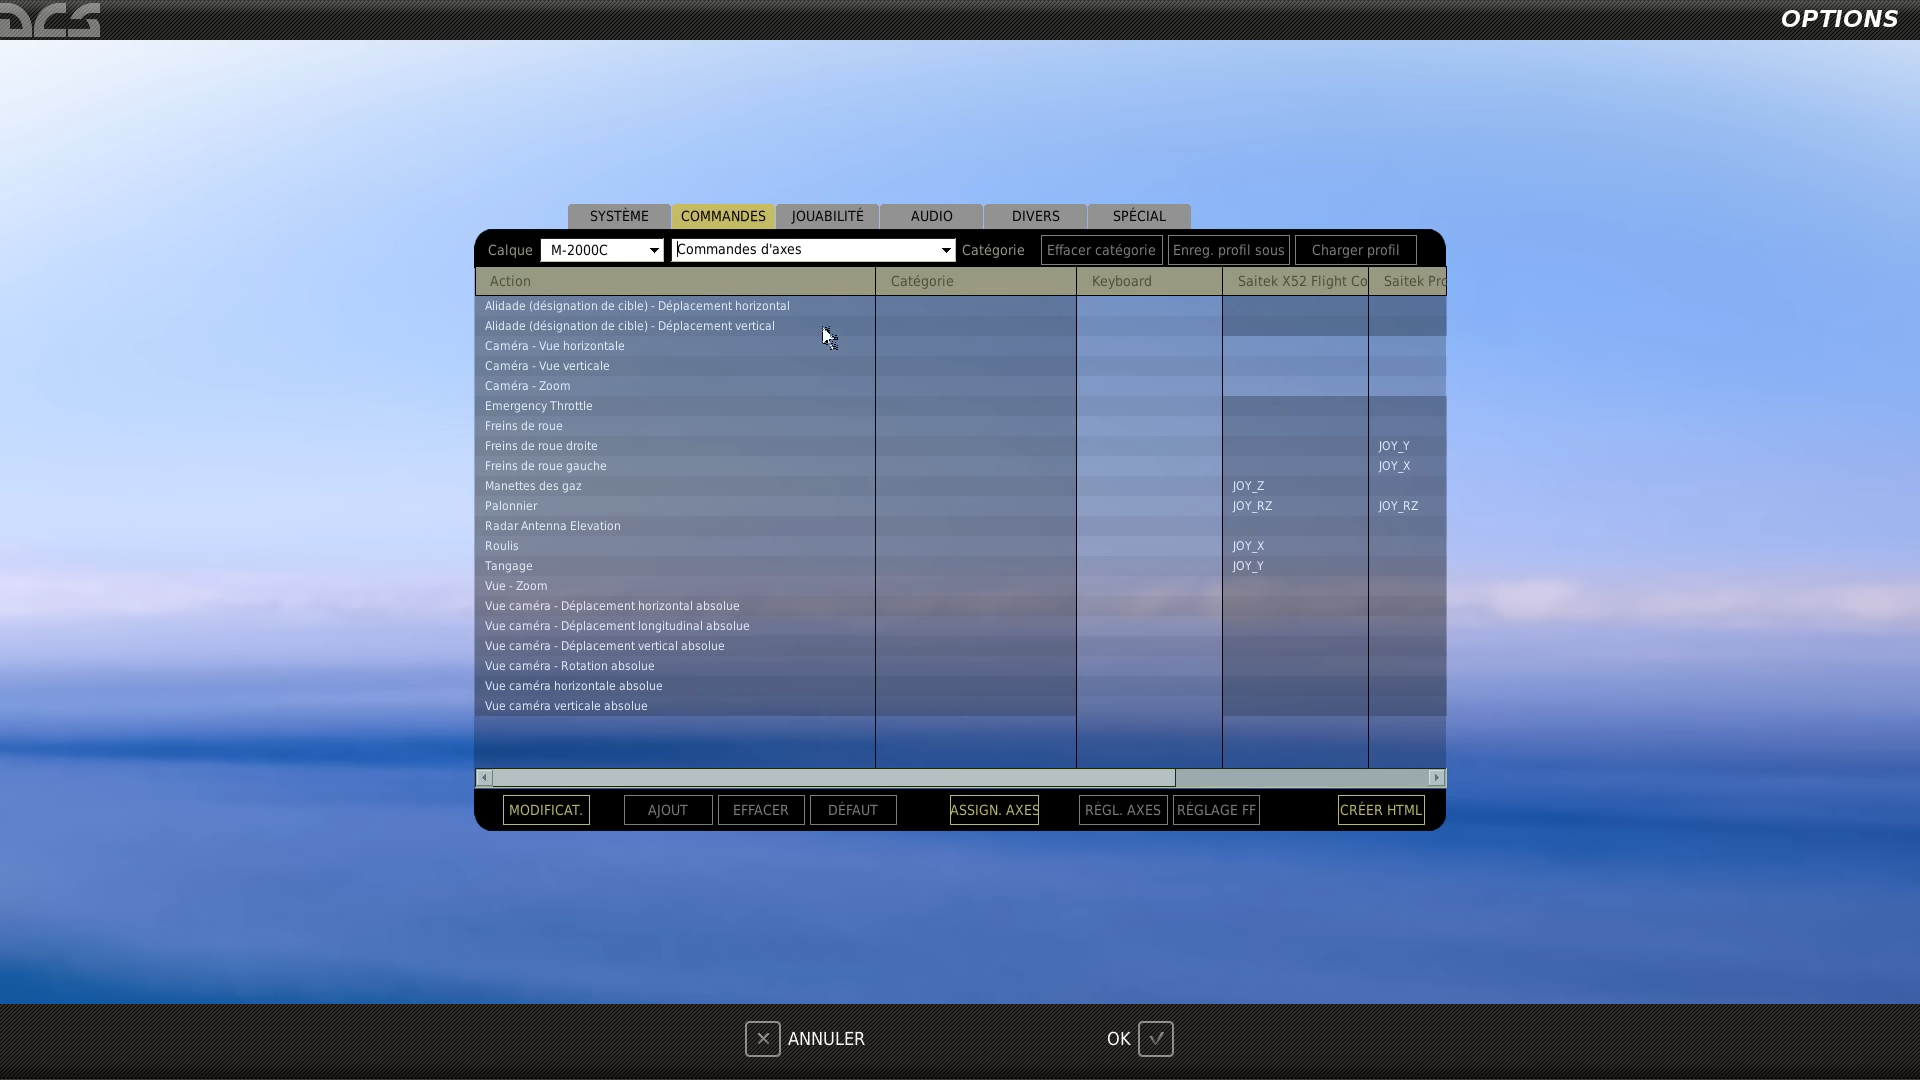 DCS
OPTIONS
SYSTÈME COMMANDES JOUABILITÉ AUDIO DIVERS SPÉCIAL
Calque M-2000C Commandes d'axes Catégorie Effacer catégorie Enreg. profil sous Charger profil
Action Catégorie Keyboard Saitek X52 Flight Co Saitek Pro
Alidade (désignation de cible) - Déplacement horizontal
Alidade (désignation de cible) - Déplacement vertical
Caméra - Vue horizontale
Caméra - Vue verticale
Caméra - Zoom
Emergency Throttle
Freins de roue
Freins de roue droite JOY_Y
Freins de roue gauche JOY_X
Manettes des gaz JOY_Z
Palonnier JOY_RZ JOY_RZ
Radar Antenna Elevation
Roulis JOY_X
Tangage JOY_Y
Vue - Zoom
Vue caméra - Déplacement horizontal absolue
Vue caméra - Déplacement longitudinal absolue
Vue caméra - Déplacement vertical absolue
Vue caméra - Rotation absolue
Vue caméra horizontale absolue
Vue caméra verticale absolue
MODIFICAT. AJOUT EFFACER DÉFAUT ASSIGN. AXES RÉGL. AXES RÉGLAGE FF CRÉER HTML
ANNULER OK